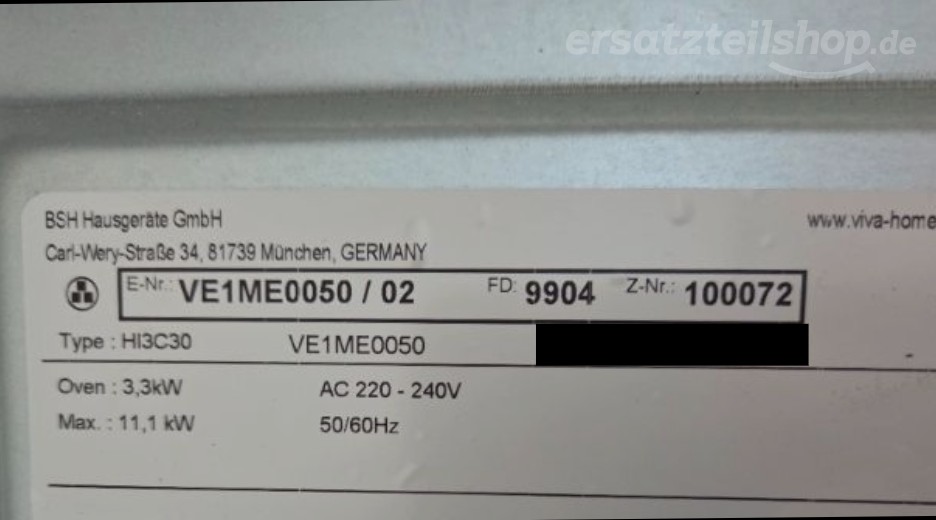 ersatzteilshop.de
BSH Hausgeräte GmbH www.viva-home
Carl-Wery-Straße 34, 81739 München, GERMANY
E-Nr.: VE1ME0050 / 02 FD: 9904 Z-Nr.: 100072
Type : HI3C30 VE1ME0050
Oven : 3,3kW AC 220 - 240V
Max. : 11,1 kW 50/60Hz